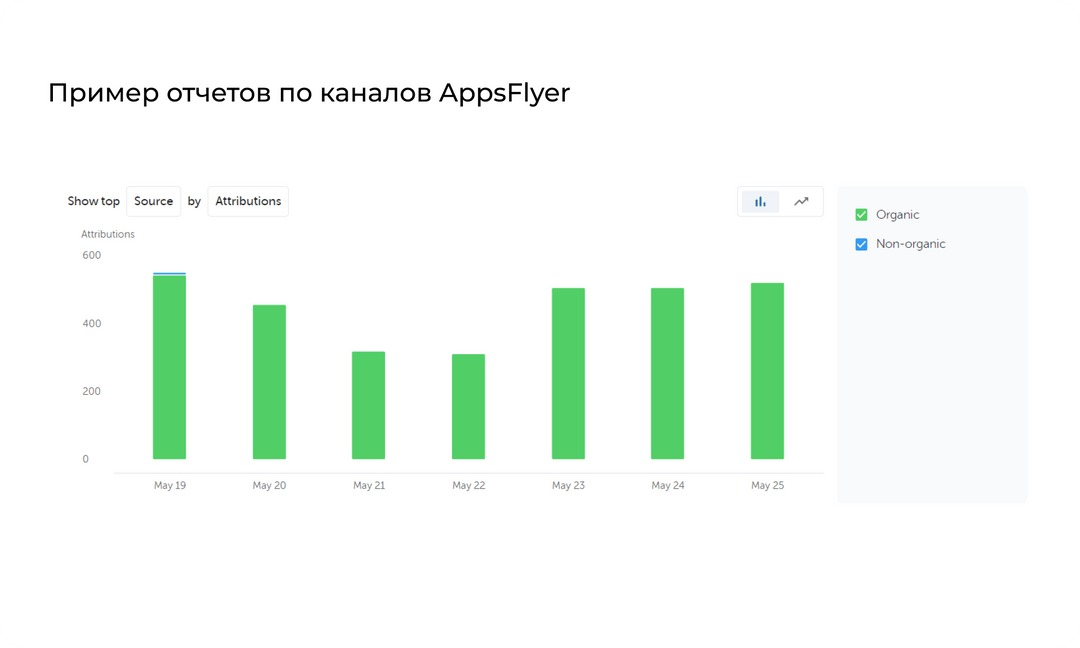 Пример отчетов по каналов AppsFlyer
Show top Source by Attributions
Organic
Non-organic
Attributions
600
400
200
0
May 19 May 20 May 21 May 22 May 23 May 24 May 25